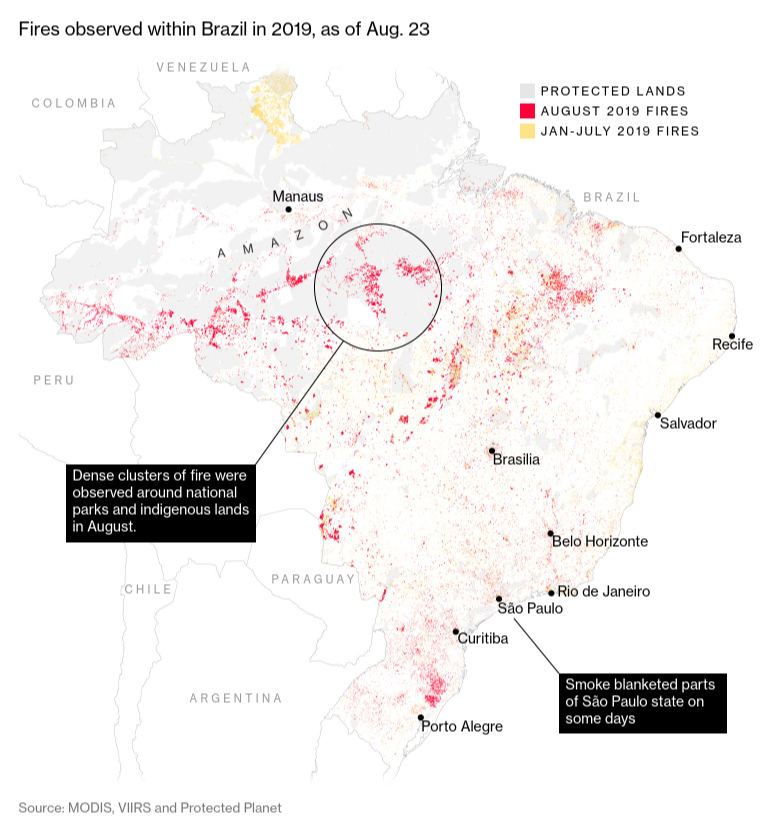 Fires observed within Brazil in 2019, as of Aug. 23
VENEZUELA
COLOMBIA
PROTECTED LANDS
AUGUST 2019 FIRES
JAN-JULY 2019 FIRES
Manaus
BRAZIL
AMAZON
Fortaleza
Recife
PERU
Salvador
Brasilia
Dense clusters of fire were
observed around national
parks and indigenous lands
in August.
Belo Horizonte
PARAGUAY
CHILE
Rio de Janeiro
São Paulo
Curitiba
Smoke blanketed parts
of São Paulo state on
some days
ARGENTINA
Porto Alegre
Source: MODIS, VIIRS and Protected Planet